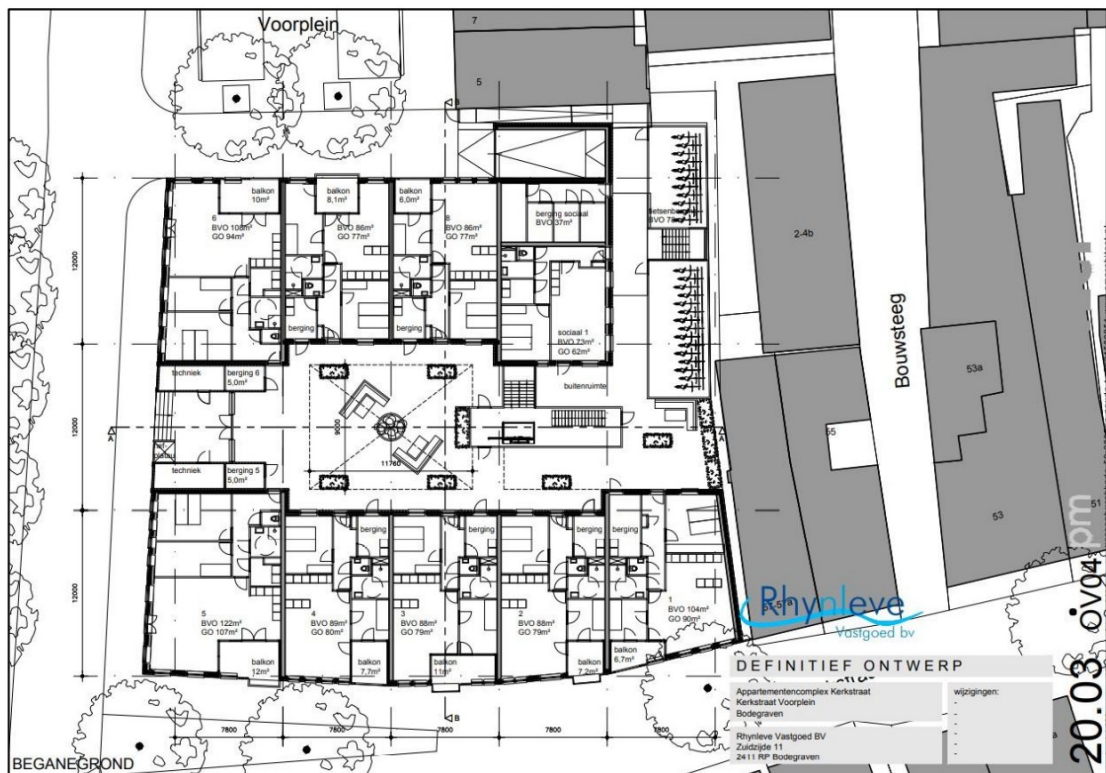 Voorplein
7
5
B
balkon
10m²
balkon
8,1m²
balkon
6,0m²
6
BVO 108m²
GO 94m²
7
BVO 86m²
GO 77m²
8
BVO 86m²
GO 77m²
berging sociaal
BVO 37m²
2-4b
12000
berging
berging
sociaal 1
BVO 73m²
GO 62m²
Bouwsteeg
53a
techniek
berging 6
5,0m²
buitenruimte
12000
9000
A
A
plateau
55
11760
techniek
berging 5
5,0m²
53
51
berging
berging
berging
berging
12000
5
BVO 122m²
GO 107m²
4
BVO 89m²
GO 80m²
3
BVO 88m²
GO 79m²
2
BVO 88m²
GO 79m²
1
BVO 104m²
GO 90m²
balkon
12m²
balkon
7,7m²
balkon
11m²
balkon
7,2m²
balkon
6,7m²
Rhynleve
Vastgoed bv
DEFINITIEF ONTWERP
Appartementencomplex Kerkstraat
Kerkstraat Voorplein
Bodegraven
wijzigingen:
-
-
-
-
-
Rhynleve Vastgoed BV
Zuidzijde 11
2411 RP Bodegraven
B
7800
7800
7800
7800
7800
BEGANEGROND
20.03